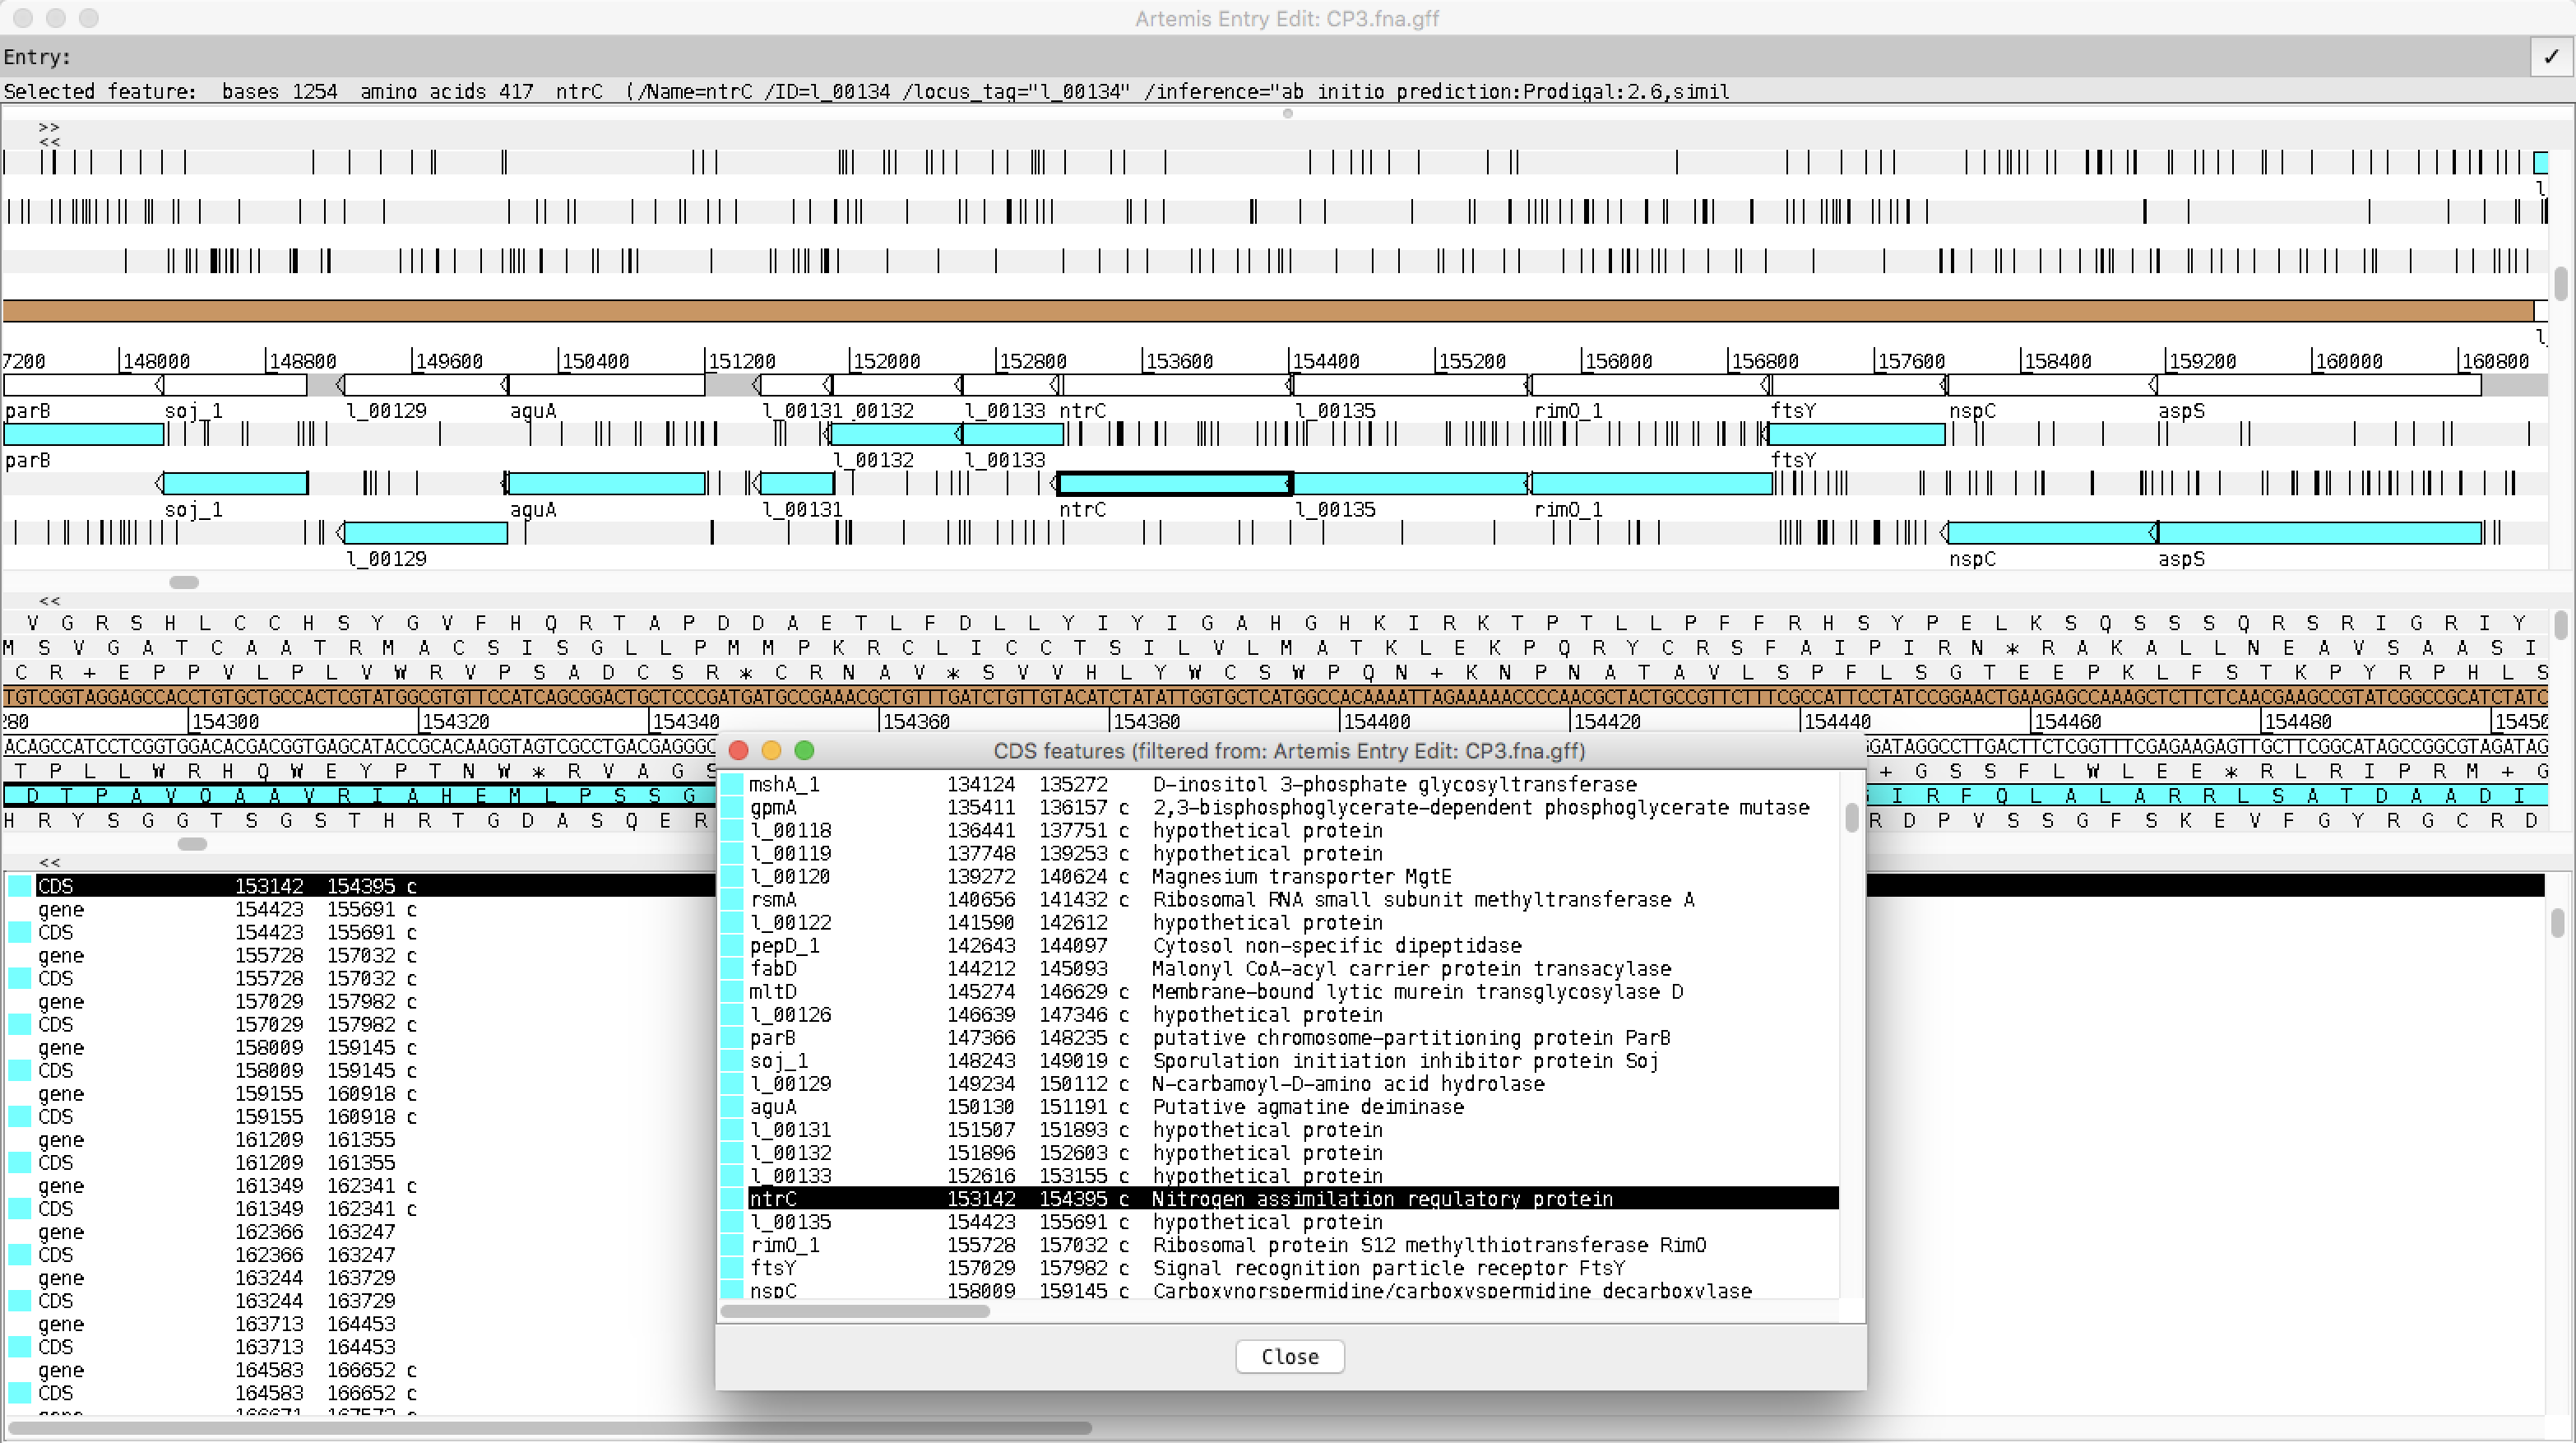 Artemis Entry Edit: CP3.fna.gff
Entry: ✓
Selected feature: bases 1254 amino acids 417 ntrC (/Name=ntrC /ID=l_00134 /locus_tag="l_00134" /inference="ab initio prediction:Prodigal:2.6,simil
>>
<<
l
l
7200 148000 148800 149600 150400 151200 152000 152800 153600 154400 155200 156000 156800 157600 158400 159200 160000 160800
parB soj_1 l_00129 aguA l_00131 _00132 l_00133 ntrC l_00135 rimO_1 ftsY nspC aspS
parB l_00132 l_00133 ftsY
soj_1 aguA l_00131 ntrC l_00135 rimO_1
l_00129 nspC aspS
<<
V G R S H L C C H S Y G V F H Q R T A P D D A E T L F D L L Y I Y I G A H G H K I R K T P T L L P F F R H S Y P E L K S Q S S S Q R S R I G R I Y
M S V G A T C A A T R M A C S I S G L L P M M P K R C L I C C T S I L V L M A T K L E K P Q R Y C R S F A I P I R N * R A K A L L N E A V S A A S I
C R + E P P V L P L V W R V P S A D C S R * C R N A V * S V V H L Y W C S W P Q N + K N P N A T A V L S P F L S G T E E P K L F S T K P Y R P H L S
TGTCGGTAGGAGCCACCTGTGCTGCCACTCGTATGGCGTGTTCCATCAGCGGACTGCTCCCGATGATGCCGAAACGCTGTTTGATCTGTTGTACATCTATATTGGTGCTCATGGCCACAAAATTAGAAAAACCCCAACGCTACTGCCGTTCTTTCGCCATTCCTATCCGGAACTGAAGAGCCAAAGCTCTTCTCAACGAAGCCGTATCGGCCGCATCTATC
280 154300 154320 154340 154360 154380 154400 154420 154440 154460 154480 15450
ACAGCCATCCTCGGTGGACACGACGGTGAGCATACCGCACAAGGTAGTCGCCTGACGAGGGC GATAGGCCTTGACTTCTCGGTTTCGAGAAGAGTTGCTTCGGCATAGCCGGCGTAGATAG
T P L L W R H Q W E Y P T N W * R V A G S + G S S F L W L E E * R L R I P R M + G
D T P A V Q A A V R I A H E M L P S S G I R F Q L A L A R R L S A T D A A D I
H R Y S G G T S G S T H R T G D A S Q E R R D P V S S G F S K E V F G Y R G C R D
<<
CDS 153142 154395 c
gene 154423 155691 c
CDS 154423 155691 c
gene 155728 157032 c
CDS 155728 157032 c
gene 157029 157982 c
CDS 157029 157982 c
gene 158009 159145 c
CDS 158009 159145 c
gene 159155 160918 c
CDS 159155 160918 c
gene 161209 161355
CDS 161209 161355
gene 161349 162341 c
CDS 161349 162341 c
gene 162366 163247
CDS 162366 163247
gene 163244 163729
CDS 163244 163729
gene 163713 164453
CDS 163713 164453
gene 164583 166652 c
CDS 164583 166652 c
gene 166671 167572 c
CDS features (filtered from: Artemis Entry Edit: CP3.fna.gff)
mshA_1 134124 135272 D-inositol 3-phosphate glycosyltransferase
gpmA 135411 136157 c 2,3-bisphosphoglycerate-dependent phosphoglycerate mutase
l_00118 136441 137751 c hypothetical protein
l_00119 137748 139253 c hypothetical protein
l_00120 139272 140624 c Magnesium transporter MgtE
rsmA 140656 141432 c Ribosomal RNA small subunit methyltransferase A
l_00122 141590 142612 hypothetical protein
pepD_1 142643 144097 Cytosol non-specific dipeptidase
fabD 144212 145093 Malonyl CoA-acyl carrier protein transacylase
mltD 145274 146629 c Membrane-bound lytic murein transglycosylase D
l_00126 146639 147346 c hypothetical protein
parB 147366 148235 c putative chromosome-partitioning protein ParB
soj_1 148243 149019 c Sporulation initiation inhibitor protein Soj
l_00129 149234 150112 c N-carbamoyl-D-amino acid hydrolase
aguA 150130 151191 c Putative agmatine deiminase
l_00131 151507 151893 c hypothetical protein
l_00132 151896 152603 c hypothetical protein
l_00133 152616 153155 c hypothetical protein
ntrC 153142 154395 c Nitrogen assimilation regulatory protein
l_00135 154423 155691 c hypothetical protein
rimO_1 155728 157032 c Ribosomal protein S12 methylthiotransferase RimO
ftsY 157029 157982 c Signal recognition particle receptor FtsY
nspC 158009 159145 c Carboxynorspermidine/carboxyspermidine decarboxylase
Close